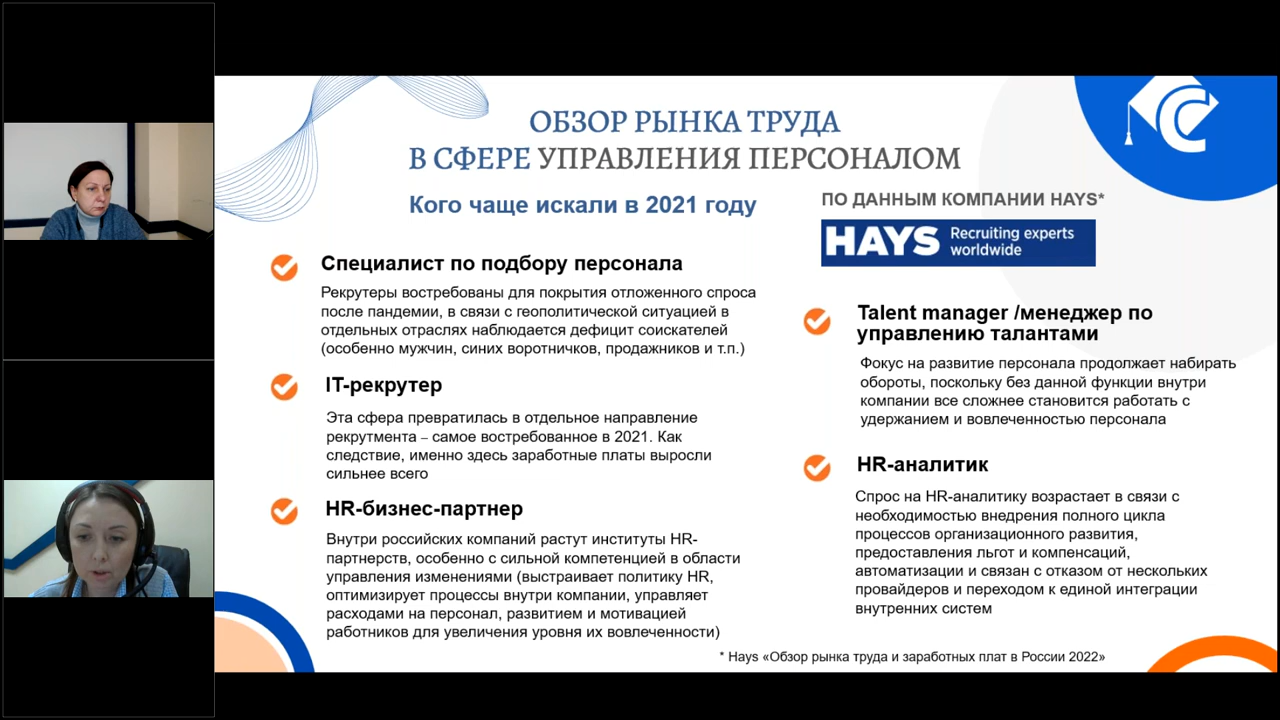 ОБЗОР РЫНКА ТРУДА
В СФЕРЕ УПРАВЛЕНИЯ ПЕРСОНАЛОМ
Кого чаще искали в 2021 году
ПО ДАННЫМ КОМПАНИИ HAYS*
HAYS Recruiting experts
worldwide
Специалист по подбору персонала
Рекрутеры востребованы для покрытия отложенного спроса
после пандемии, в связи с геополитической ситуацией в
отдельных отраслях наблюдается дефицит соискателей
(особенно мужчин, синих воротничков, продажников и т.п.)
IT-рекрутер
Эта сфера превратилась в отдельное направление
рекрутмента – самое востребованное в 2021. Как
следствие, именно здесь заработные платы выросли
сильнее всего
HR-бизнес-партнер
Внутри российских компаний растут институты HR-
партнерств, особенно с сильной компетенцией в области
управления изменениями (выстраивает политику HR,
оптимизирует процессы внутри компании, управляет
расходами на персонал, развитием и мотивацией
работников для увеличения уровня их вовлеченности)
Talent manager /менеджер по
управлению талантами
Фокус на развитие персонала продолжает набирать
обороты, поскольку без данной функции внутри
компании все сложнее становится работать с
удержанием и вовлеченностью персонала
HR-аналитик
Спрос на HR-аналитику возрастает в связи с
необходимостью внедрения полного цикла
процессов организационного развития,
предоставления льгот и компенсаций,
автоматизации и связан с отказом от нескольких
провайдеров и переходом к единой интеграции
внутренних систем
* Hays «Обзор рынка труда и заработных плат в России 2022»